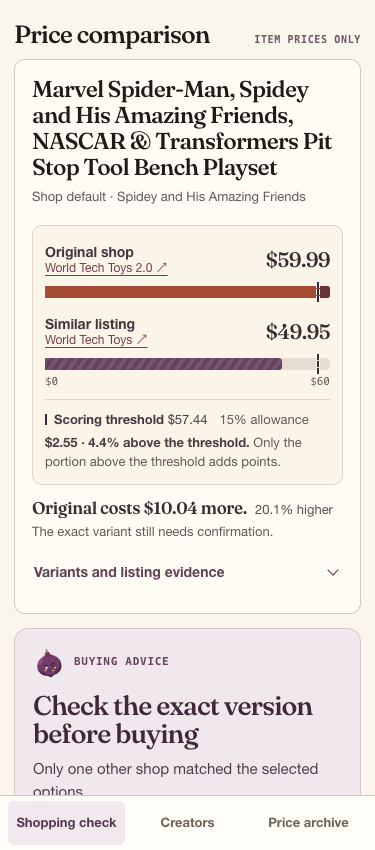 Price comparison
ITEM PRICES ONLY
Marvel Spider-Man, Spidey
and His Amazing Friends,
NASCAR & Transformers Pit
Stop Tool Bench Playset
Shop default · Spidey and His Amazing Friends
Original shop
World Tech Toys 2.0 ↗
$59.99
Similar listing
World Tech Toys ↗
$49.95
$0
$60
Scoring threshold $57.44 15% allowance
$2.55 · 4.4% above the threshold. Only the
portion above the threshold adds points.
Original costs $10.04 more. 20.1% higher
The exact variant still needs confirmation.
Variants and listing evidence
BUYING ADVICE
Check the exact version
before buying
Only one other shop matched the selected
options.
Shopping check
Creators
Price archive